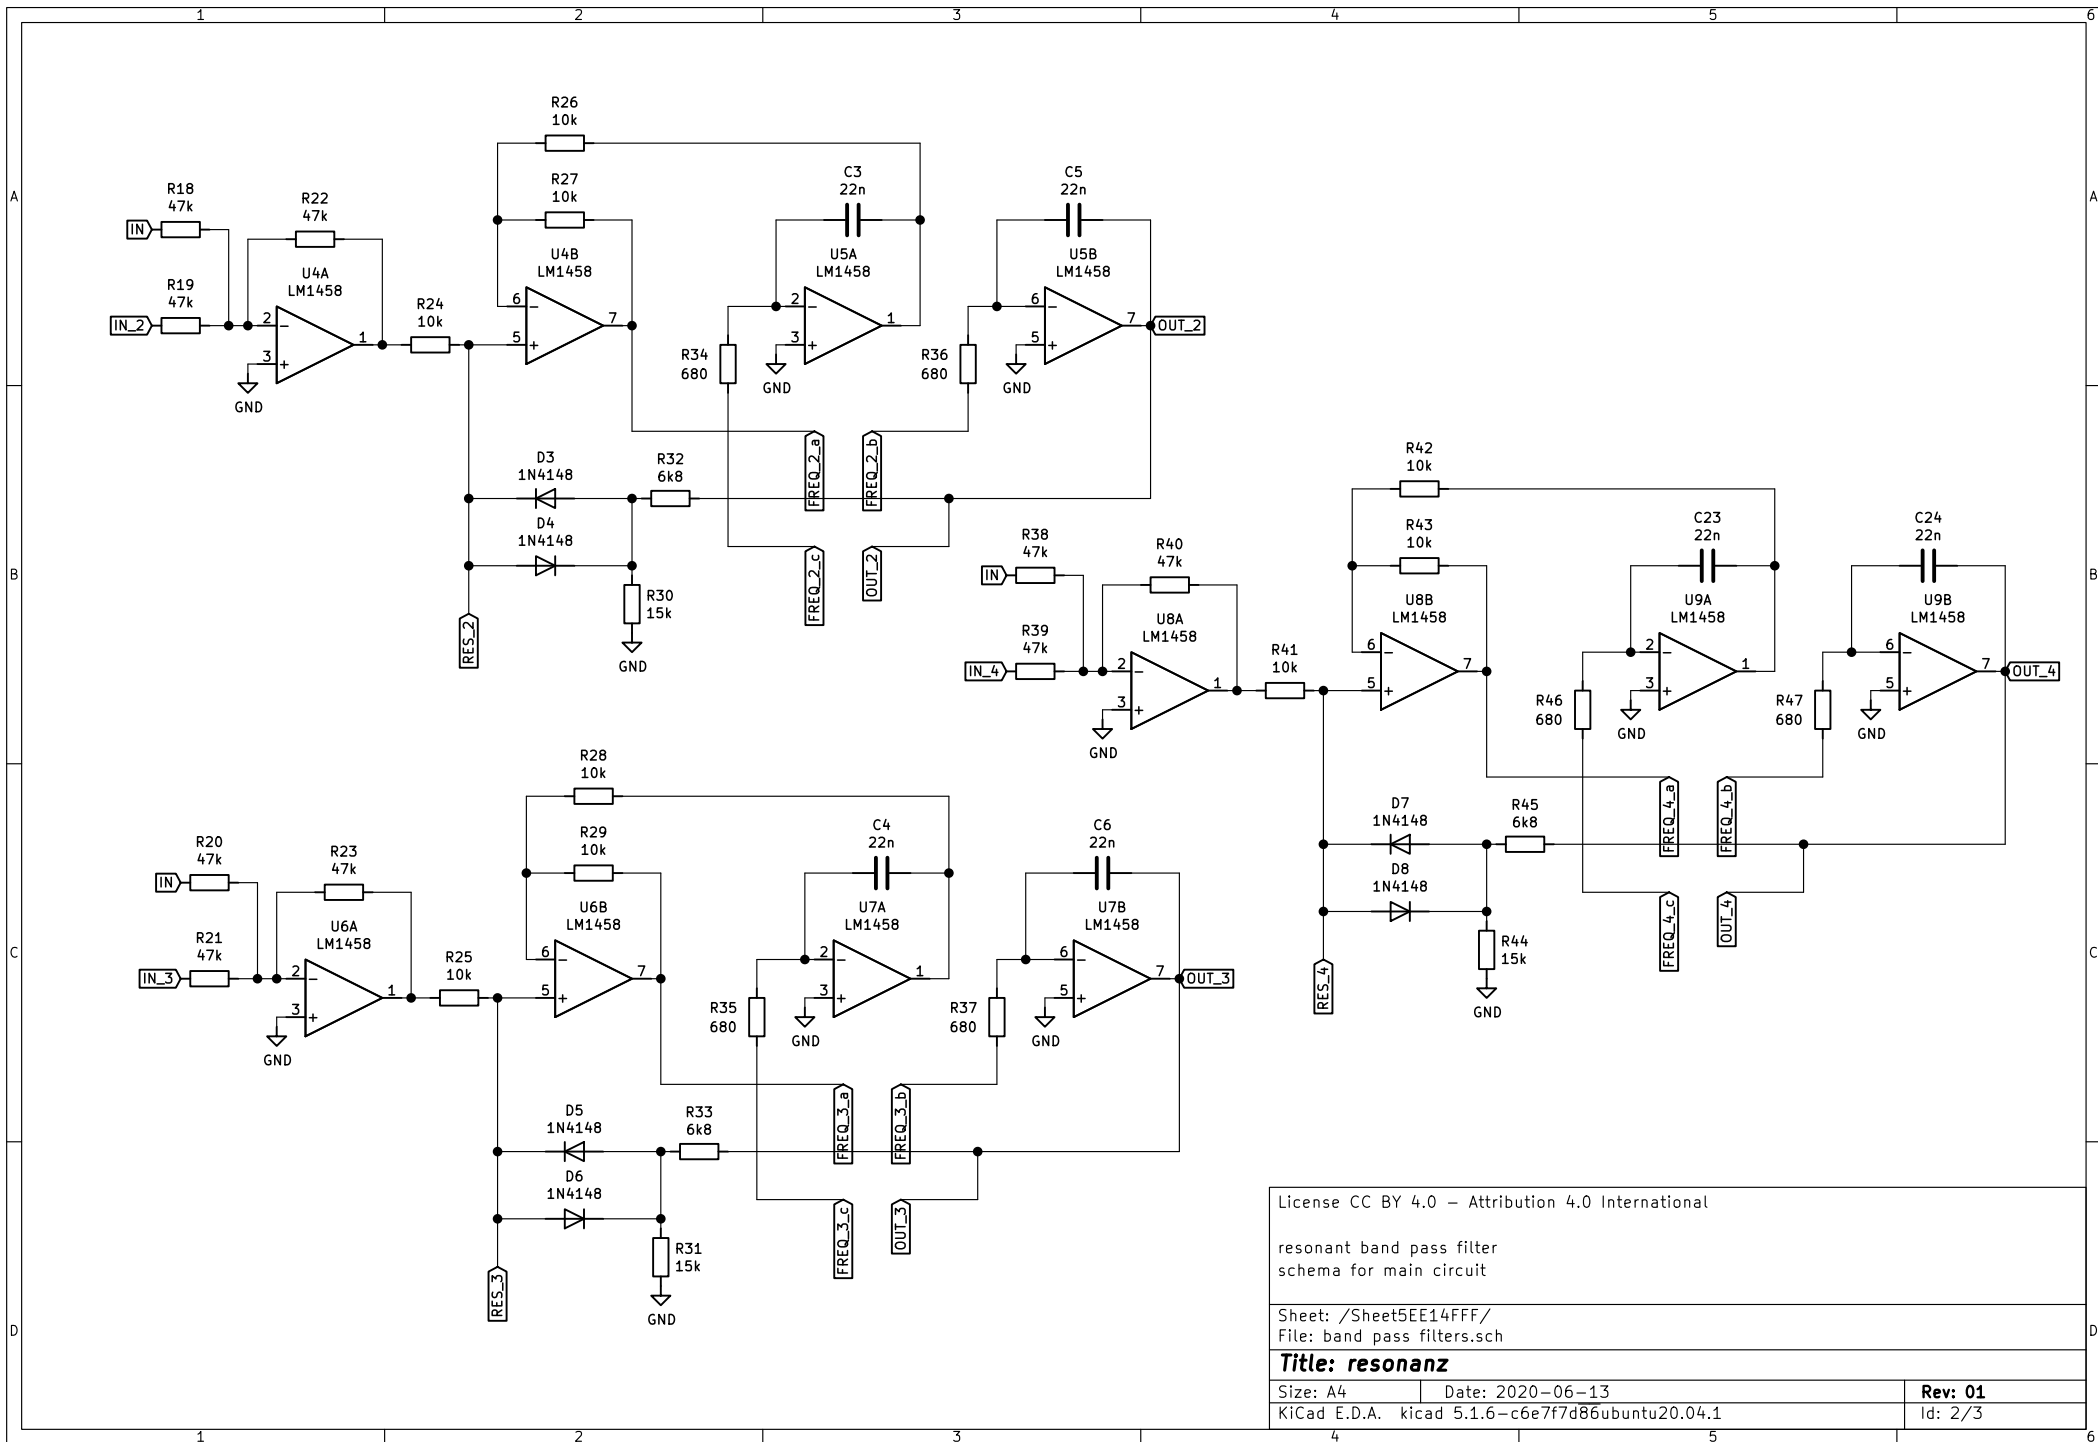 1 2 3 4 5 6
A
B
C
D
A
B
C
D
1 2 3 4 5 6
R26
10k
R27
10k
R18
47k
IN
R22
47k
R19
47k
IN_2
U4A
LM1458
2
3
1
GND
R24
10k
U4B
LM1458
6
5
7
C3
22n
U5A
LM1458
2
3
1
GND
R34
680
C5
22n
U5B
LM1458
6
5
7
GND
R36
680
OUT_2
D3
1N4148
R32
6k8
D4
1N4148
R30
15k
GND
RES_2
FREQ_2_a
FREQ_2_b
FREQ_2_c
OUT_2
R42
10k
R43
10k
R38
47k
IN
R40
47k
R39
47k
IN_4
U8A
LM1458
2
3
1
GND
R41
10k
U8B
LM1458
6
5
7
C23
22n
U9A
LM1458
2
3
1
GND
R46
680
C24
22n
U9B
LM1458
6
5
7
GND
R47
680
OUT_4
D7
1N4148
R45
6k8
D8
1N4148
R44
15k
GND
RES_4
FREQ_4_a
FREQ_4_b
FREQ_4_c
OUT_4
R28
10k
R29
10k
R20
47k
IN
R23
47k
R21
47k
IN_3
U6A
LM1458
2
3
1
GND
R25
10k
U6B
LM1458
6
5
7
C4
22n
U7A
LM1458
2
3
1
GND
R35
680
C6
22n
U7B
LM1458
6
5
7
GND
R37
680
OUT_3
D5
1N4148
R33
6k8
D6
1N4148
R31
15k
GND
RES_3
FREQ_3_a
FREQ_3_b
FREQ_3_c
OUT_3
License CC BY 4.0 – Attribution 4.0 International
resonant band pass filter
schema for main circuit
Sheet: /Sheet5EE14FFF/
File: band pass filters.sch
Title: resonanz
Size: A4 Date: 2020-06-13 Rev: 01
KiCad E.D.A. kicad 5.1.6-c6e7f7d86ubuntu20.04.1 Id: 2/3